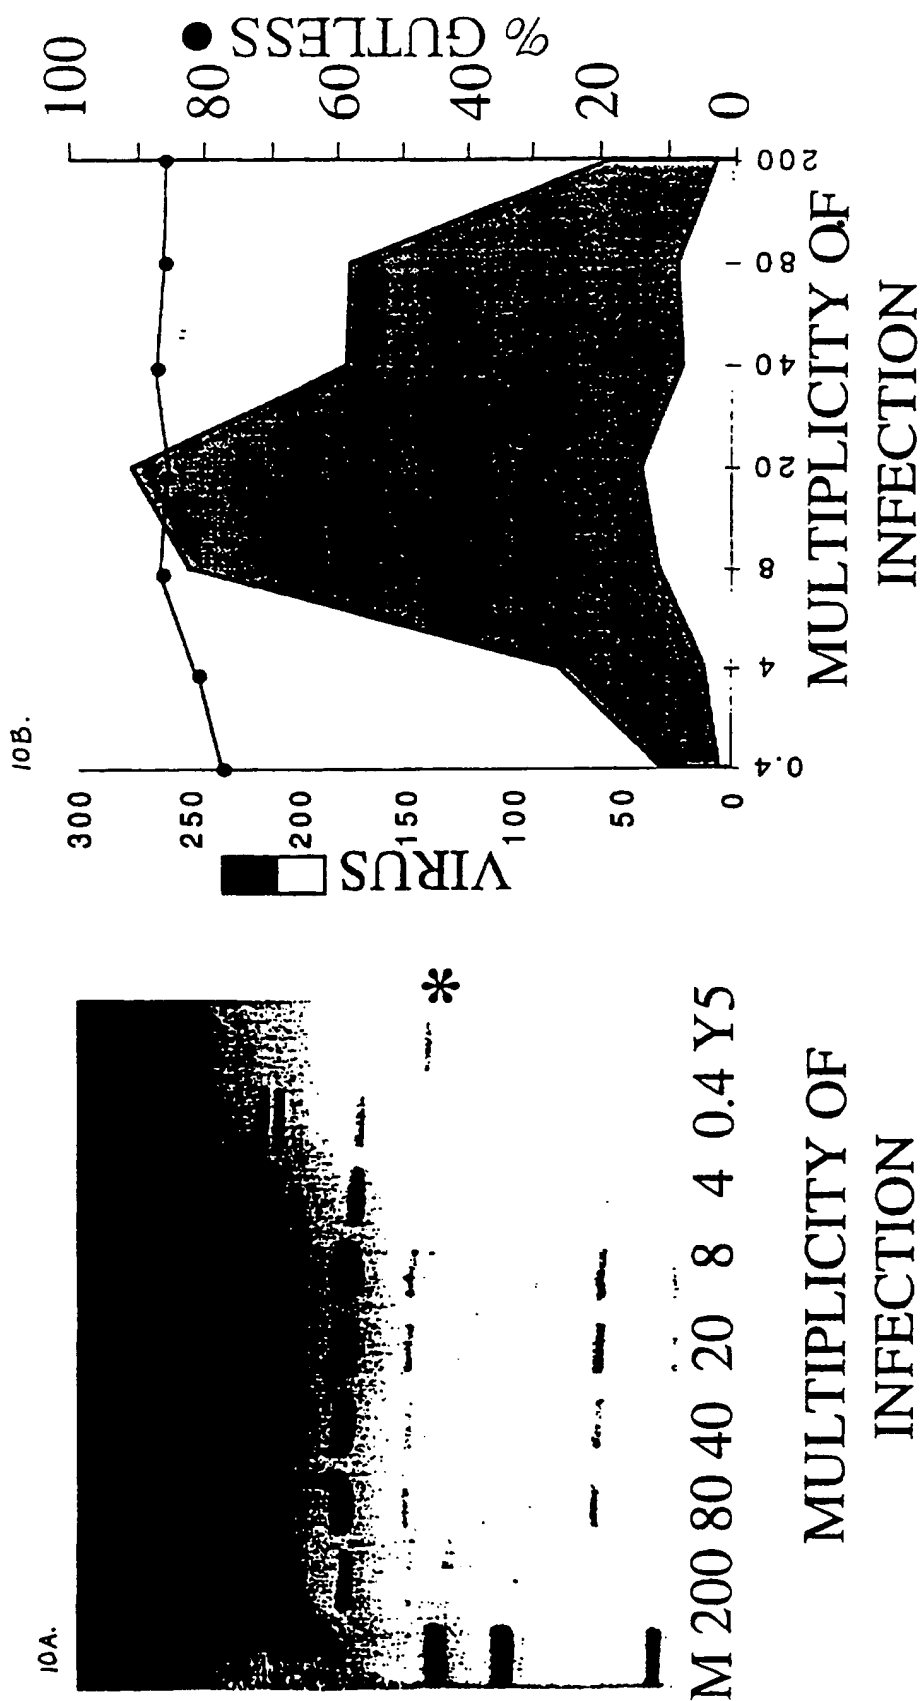 10A.
*
M 200 80 40 20 8 4 0.4 Y5
MULTIPLICITY OF
INFECTION
10B.
VIRUS
300
250
200
150
100
50
0
0.4
4
8
20
40
80
200
100
80
60
40
20
0
% GUTLESS
MULTIPLICITY OF
INFECTION